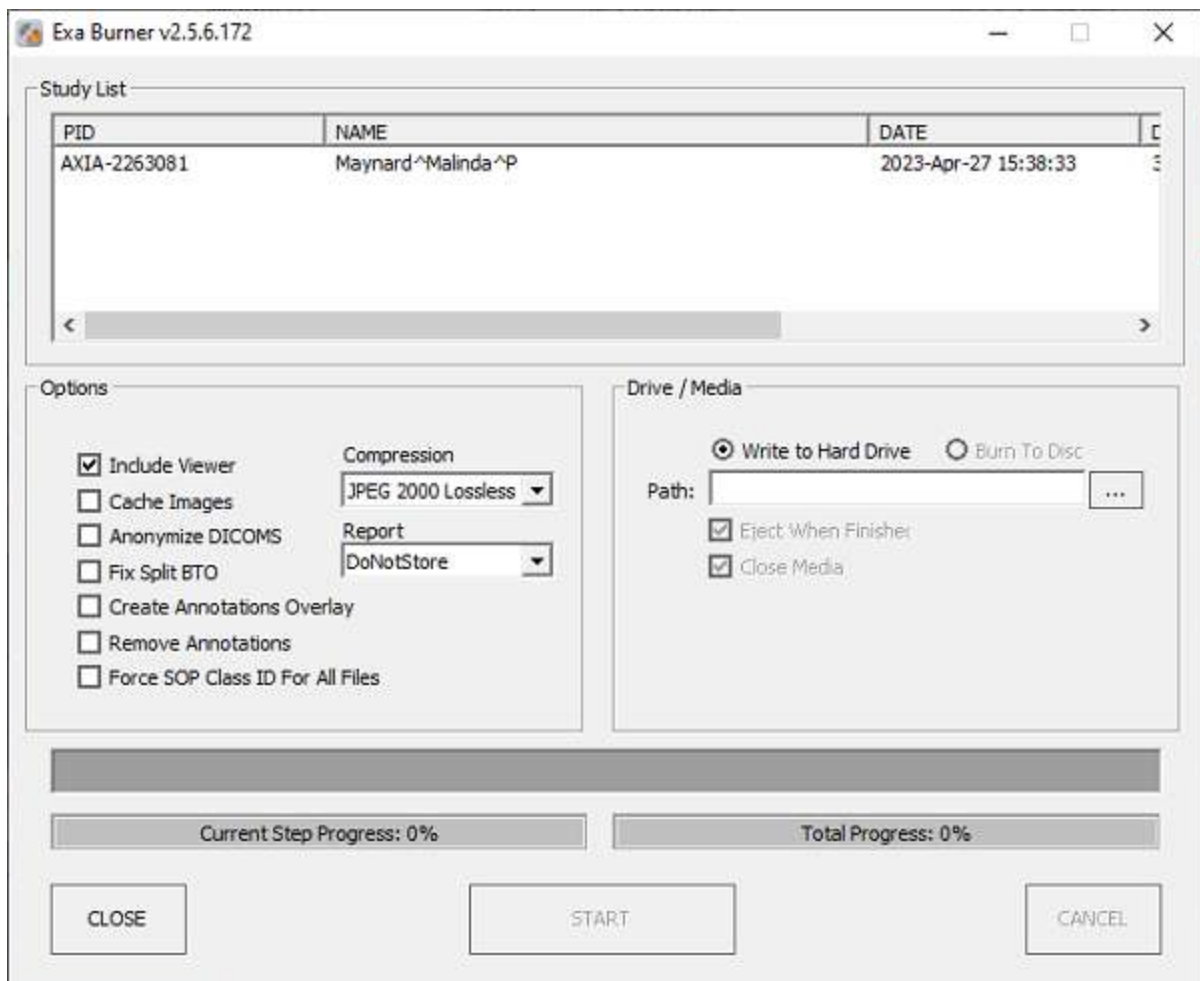 Exa Burner v2.5.6.172
Study List
PID NAME DATE
AXIA-2263081 Maynard^Malinda^P 2023-Apr-27 15:38:33
Options
Include Viewer
Cache Images
Anonymize DICOMS
Fix Split BTO
Create Annotations Overlay
Remove Annotations
Force SOP Class ID For All Files
Compression
JPEG 2000 Lossless
Report
DoNotStore
Drive / Media
Write to Hard Drive Burn To Disc
Path: ...
Eject When Finishe
Close Media
Current Step Progress: 0% Total Progress: 0%
CLOSE START CANCEL